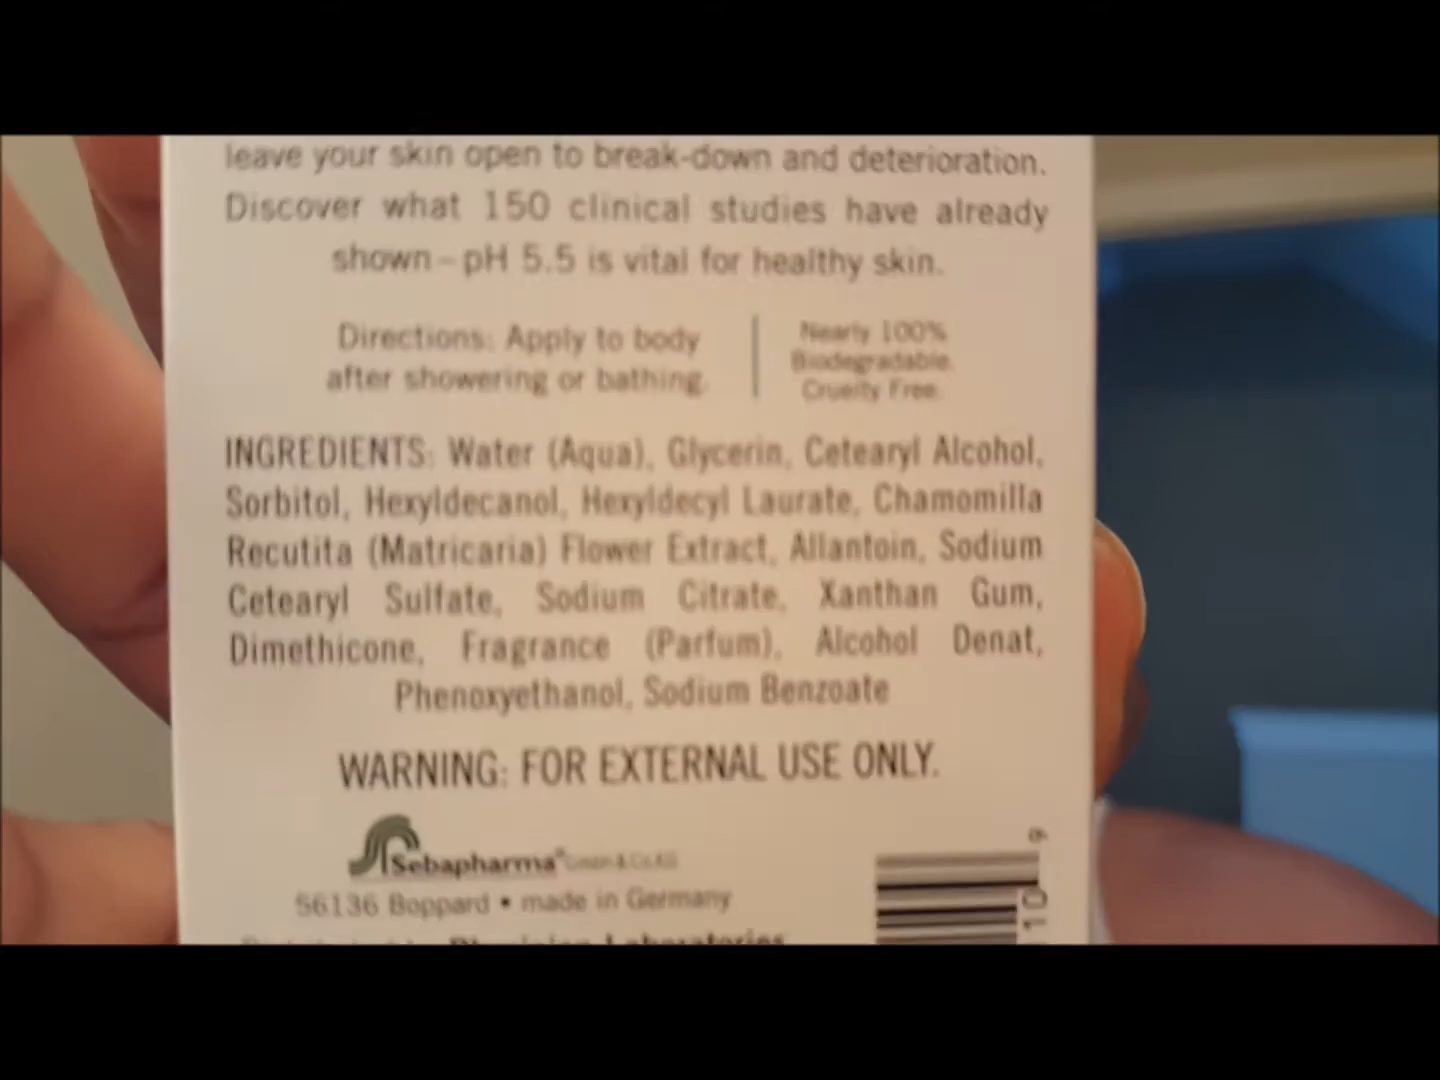 leave your skin open to break-down and deterioration.
Discover what 150 clinical studies have already
shown – pH 5.5 is vital for healthy skin.
Directions: Apply to body
after showering or bathing.
Nearly 100%
Biodegradable.
Cruelty Free.
INGREDIENTS: Water (Aqua), Glycerin, Cetearyl Alcohol,
Sorbitol, Hexyldecanol, Hexyldecyl Laurate, Chamomilla
Recutita (Matricaria) Flower Extract, Allantoin, Sodium
Cetearyl Sulfate, Sodium Citrate, Xanthan Gum,
Dimethicone, Fragrance (Parfum), Alcohol Denat,
Phenoxyethanol, Sodium Benzoate
WARNING: FOR EXTERNAL USE ONLY.
Sebapharma®
56136 Boppard • made in Germany
Laboratories
10 9